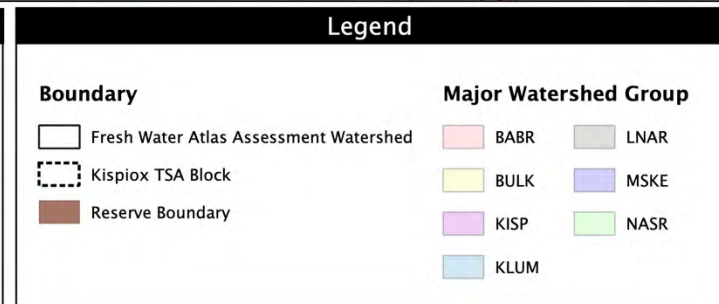 Legend
Boundary
Fresh Water Atlas Assessment Watershed
Kispiox TSA Block
Reserve Boundary
Major Watershed Group
BABR
LNAR
BULK
MSKE
KISP
NASR
KLUM